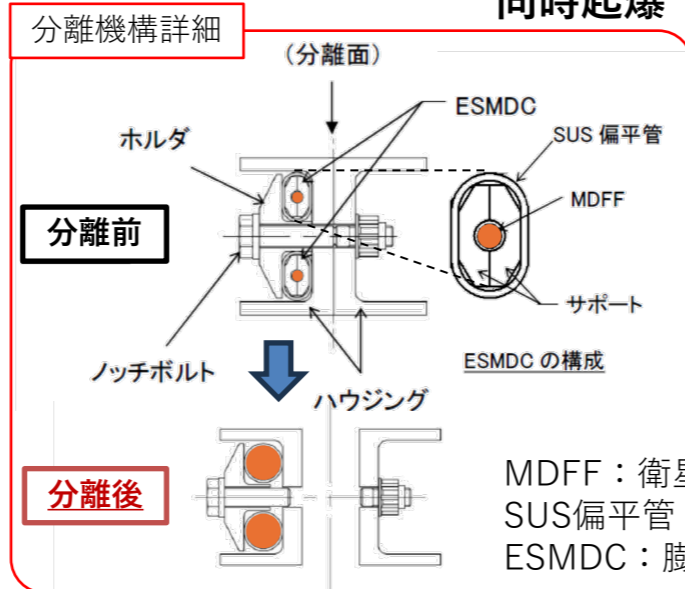 同時起爆
分離機構詳細
（分離面）
ESMDC
ホルダ
SUS 偏平管
MDFF
分離前
サポート
ノッチボルト
ESMDC の構成
ハウジング
分離後
MDFF：衛星
SUS偏平管
ESMDC：膨